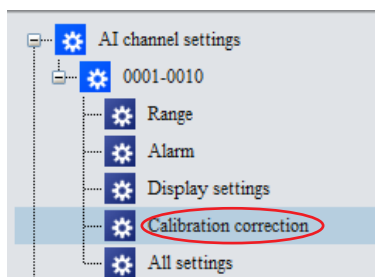 AI channel settings
0001-0010
Range
Alarm
Display settings
Calibration correction
All settings